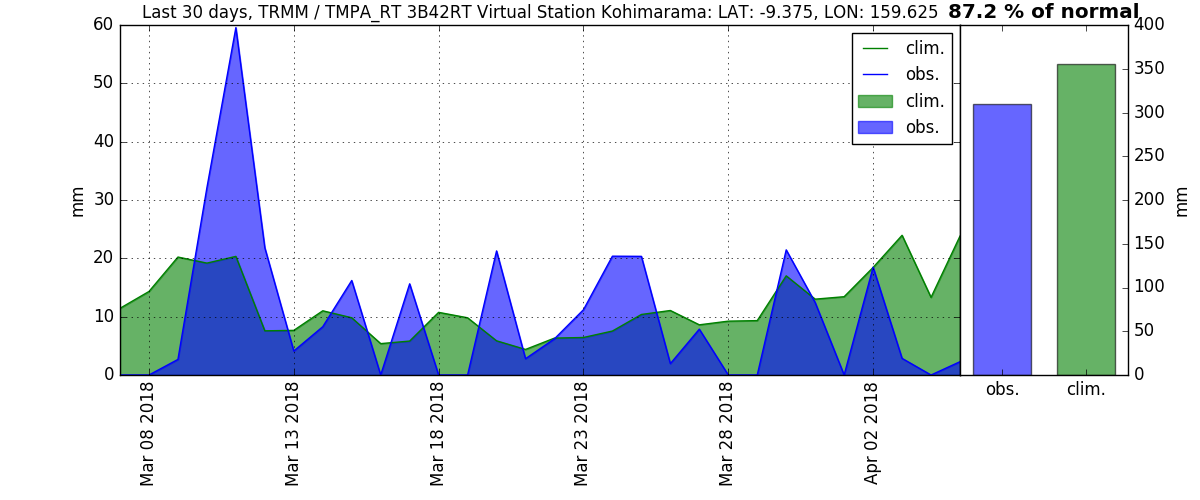 Last 30 days, TRMM / TMPA_RT 3B42RT Virtual Station Kohimarama: LAT: -9.375, LON: 159.625
87.2 % of normal
60
50
40
30
20
10
0
mm
clim.
obs.
clim.
obs.
400
350
300
250
200
150
100
50
0
mm
Mar 08 2018
Mar 13 2018
Mar 18 2018
Mar 23 2018
Mar 28 2018
Apr 02 2018
obs.
clim.